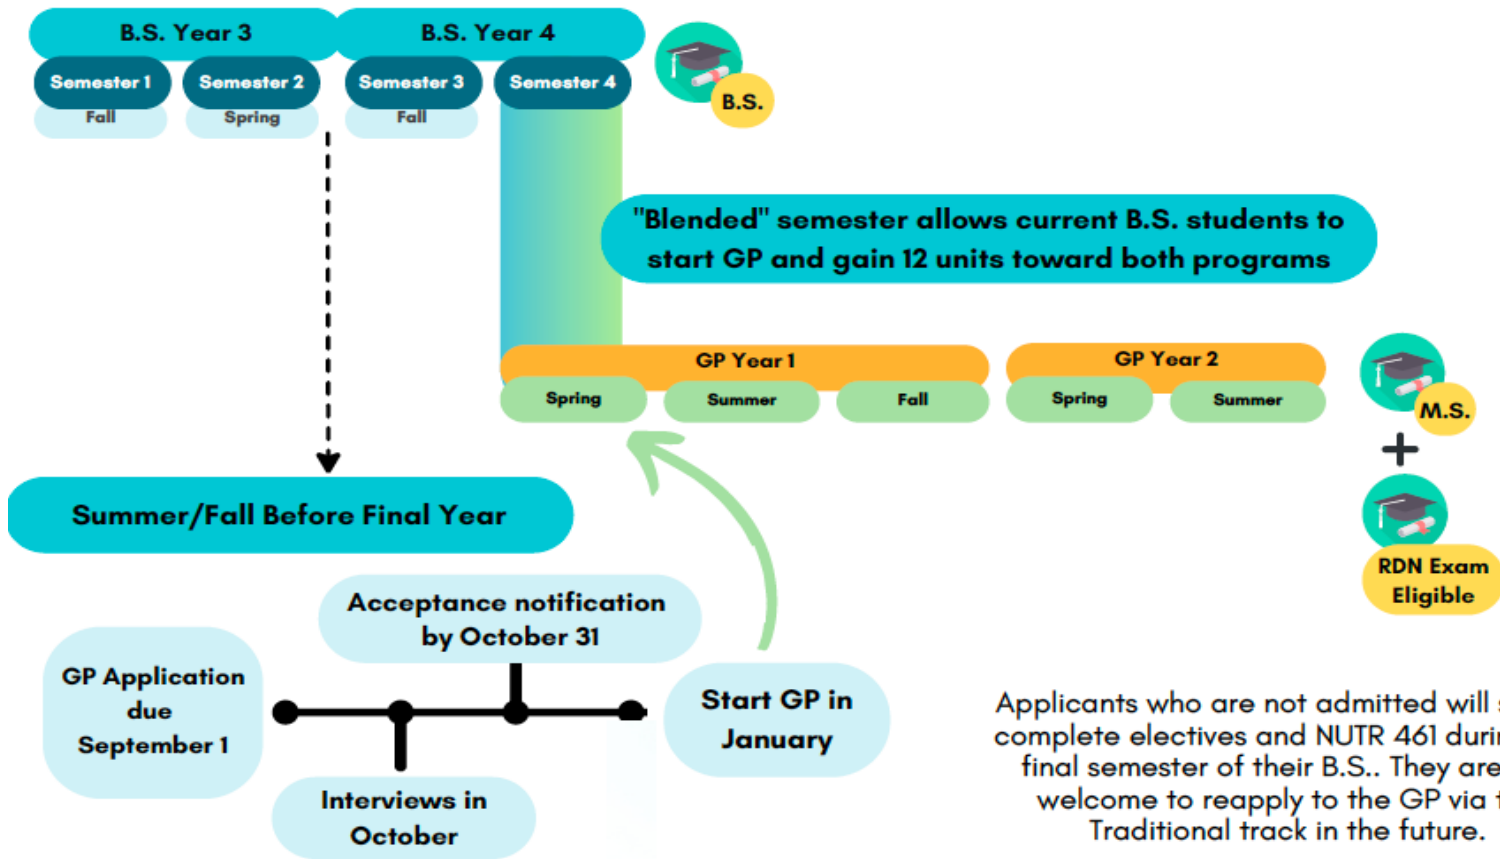 B.S. Year 3
B.S. Year 4
Semester 1
Semester 2
Semester 3
Semester 4
Fall
Spring
Fall
B.S.
"Blended" semester allows current B.S. students to
start GP and gain 12 units toward both programs
GP Year 1
GP Year 2
Spring
Summer
Fall
Spring
Summer
M.S.
+
RDN Exam
Eligible
Summer/Fall Before Final Year
Acceptance notification
by October 31
GP Application
due
September 1
Interviews in
October
Start GP in
January
Applicants who are not admitted will
complete electives and NUTR 461
final semester of their B.S.. They are
welcome to reapply to the GP via
Traditional track in the future.